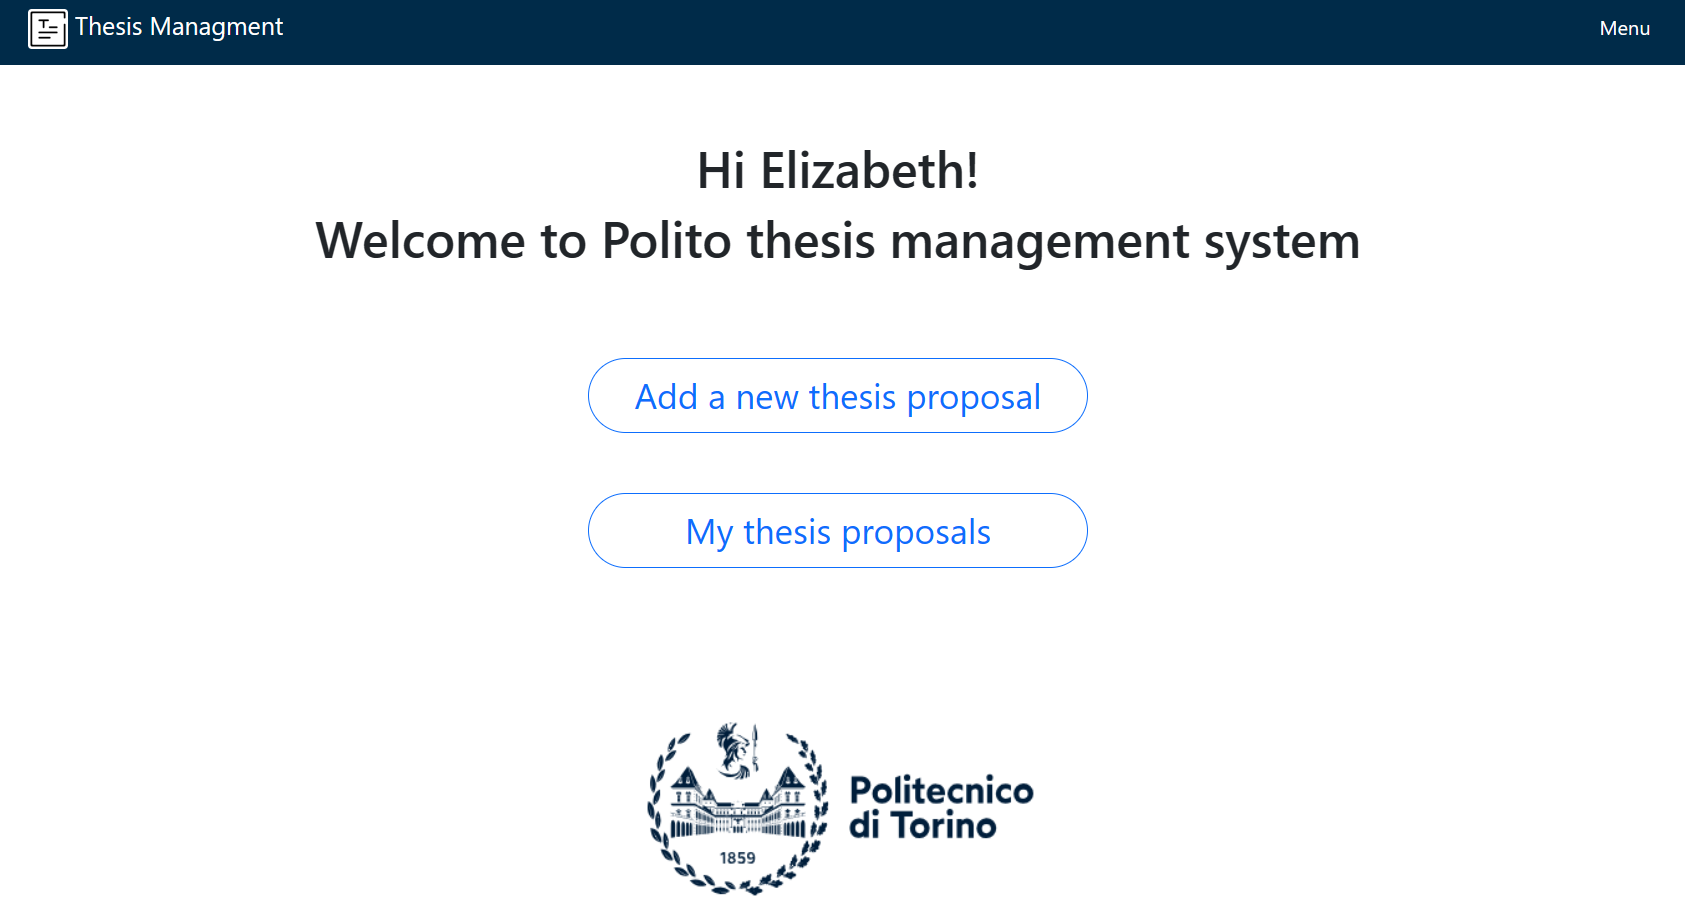 Thesis Managment
Menu
Hi Elizabeth!
Welcome to Polito thesis management system
Add a new thesis proposal
My thesis proposals
Politecnico
di Torino
1859